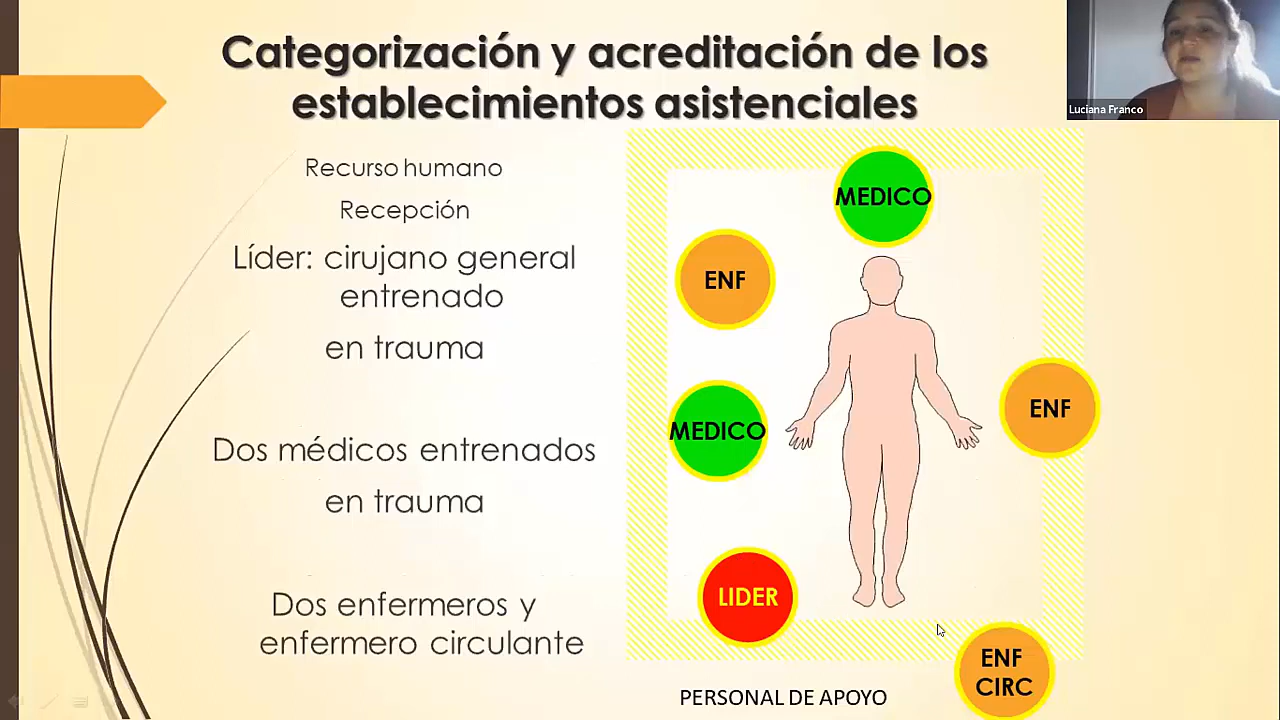 Categorización y acreditación de los
establecimientos asistenciales
Luciana Franco
Recurso humano
Recepción
Líder: cirujano general
entrenado
en trauma
Dos médicos entrenados
en trauma
Dos enfermeros y
enfermero circulante
MEDICO
ENF
ENF
MEDICO
LIDER
ENF
CIRC
PERSONAL DE APOYO